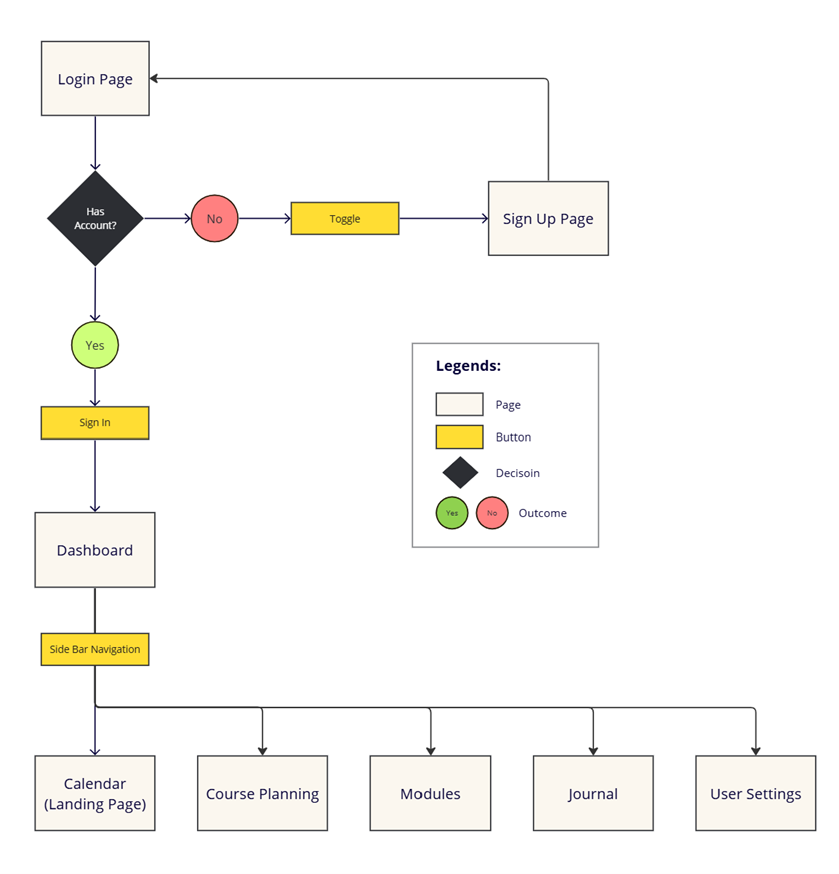 Login Page
Has
Account?
No
Toggle
Sign Up Page
Yes
Legends:
Page
Button
Decisoin
Yes
No
Outcome
Sign In
Dashboard
Side Bar Navigation
Calendar
(Landing Page)
Course Planning
Modules
Journal
User Settings